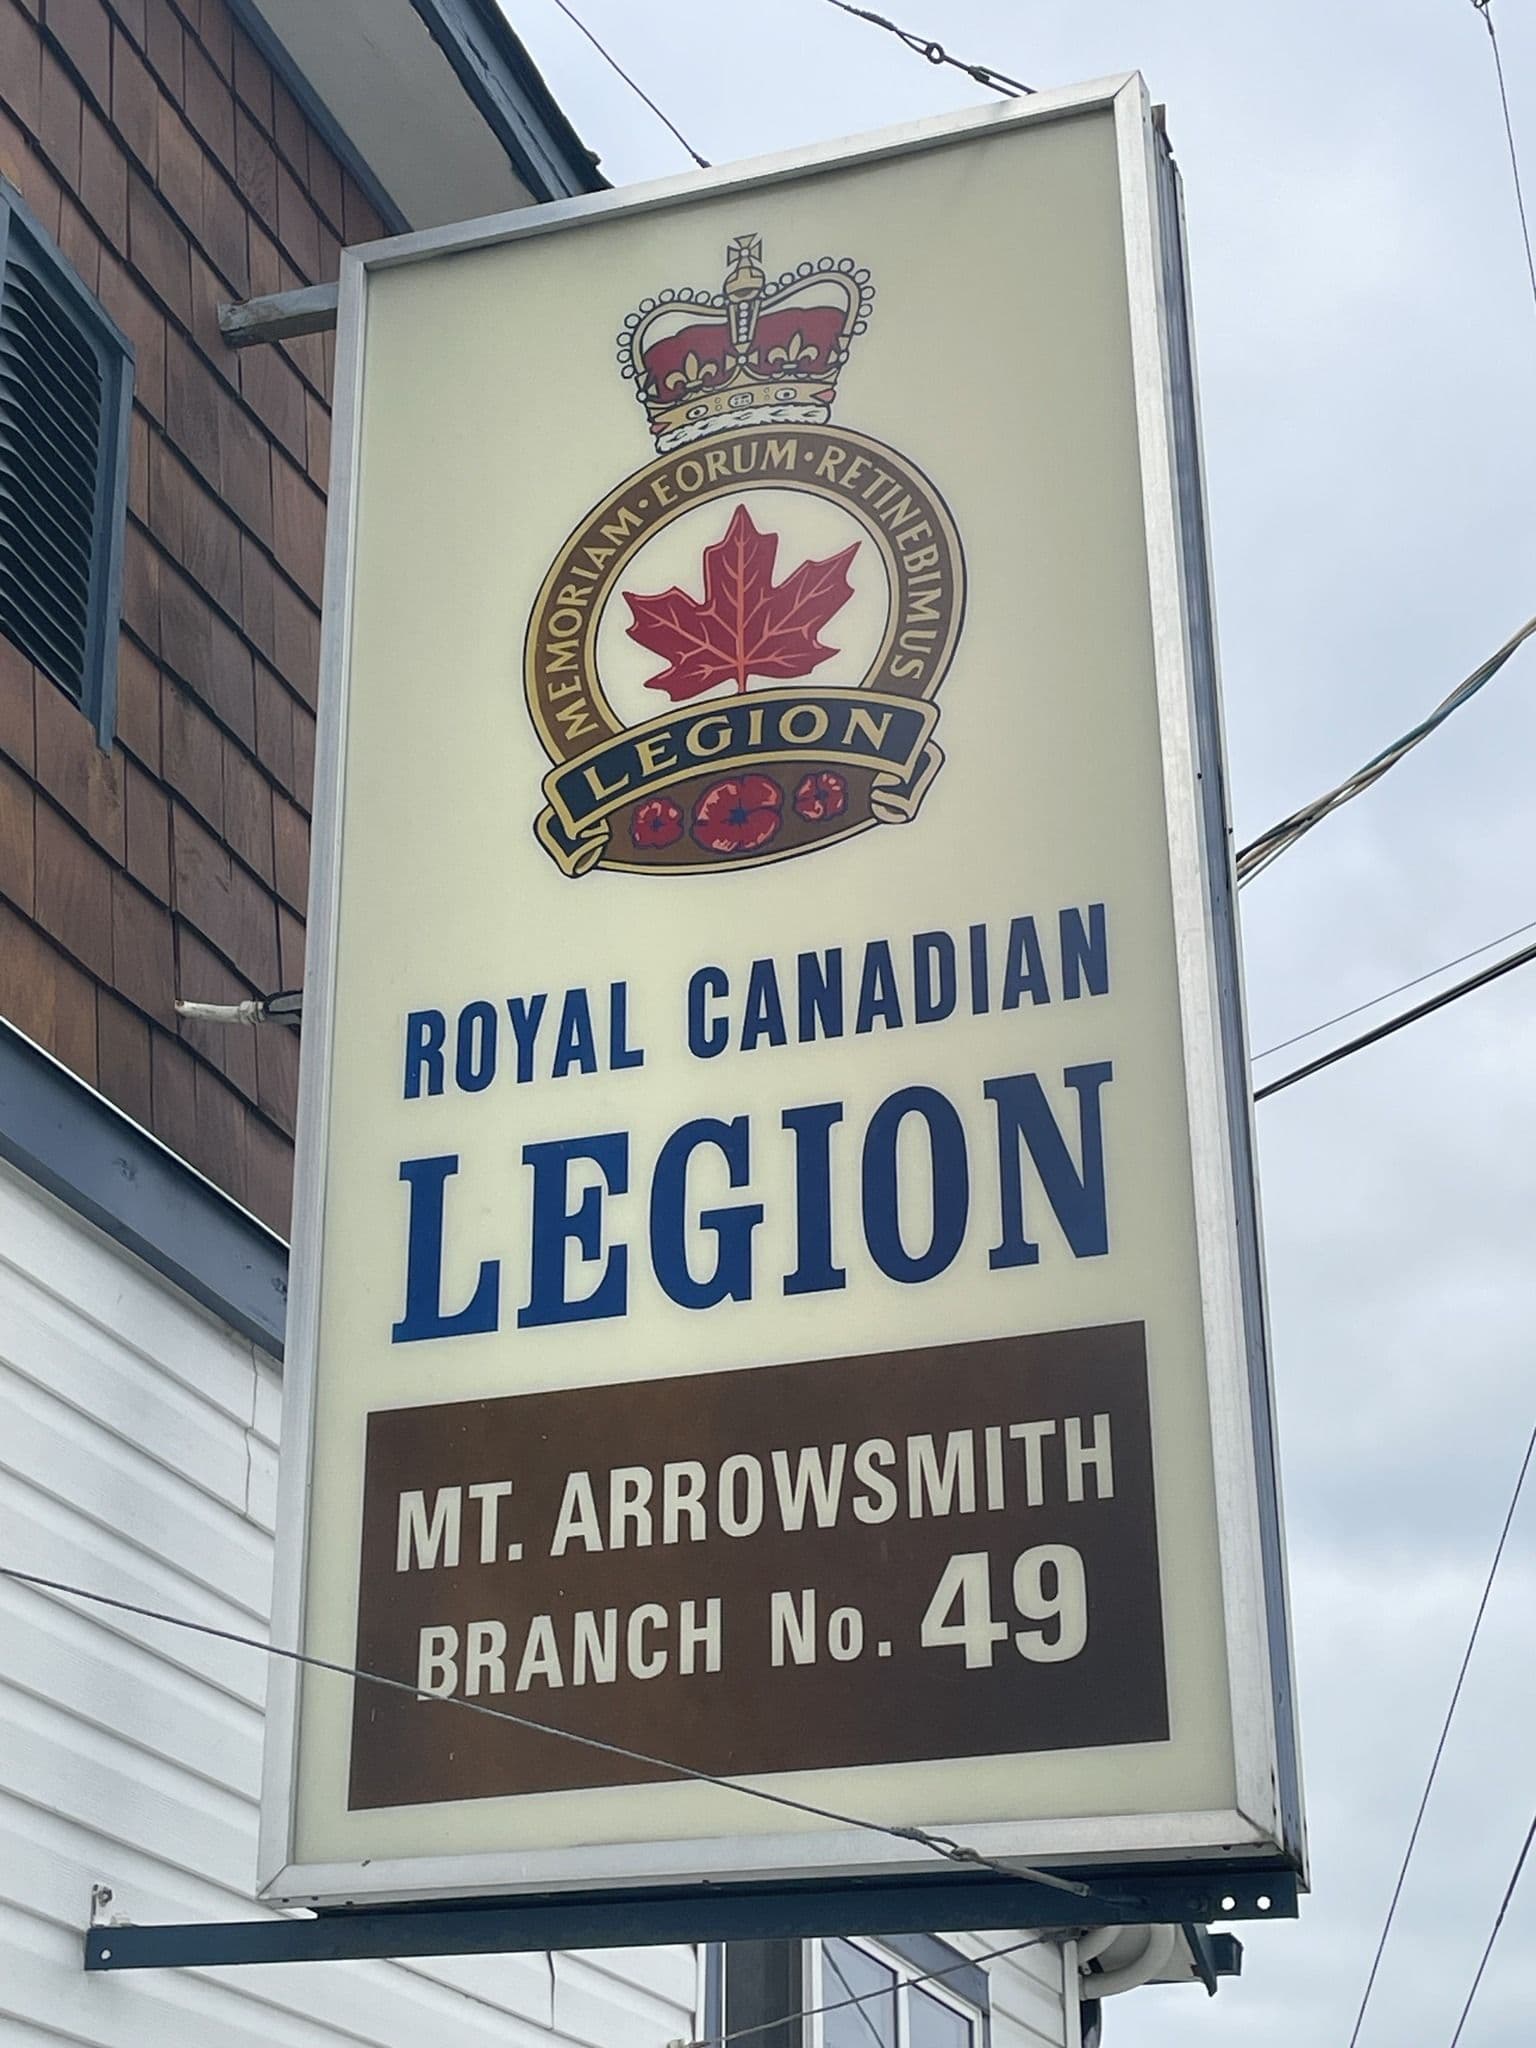 MEMORIAM·EORUM·RETINEBIMUS
LEGION
ROYAL CANADIAN
LEGION
MT. ARROWSMITH
BRANCH No. 49